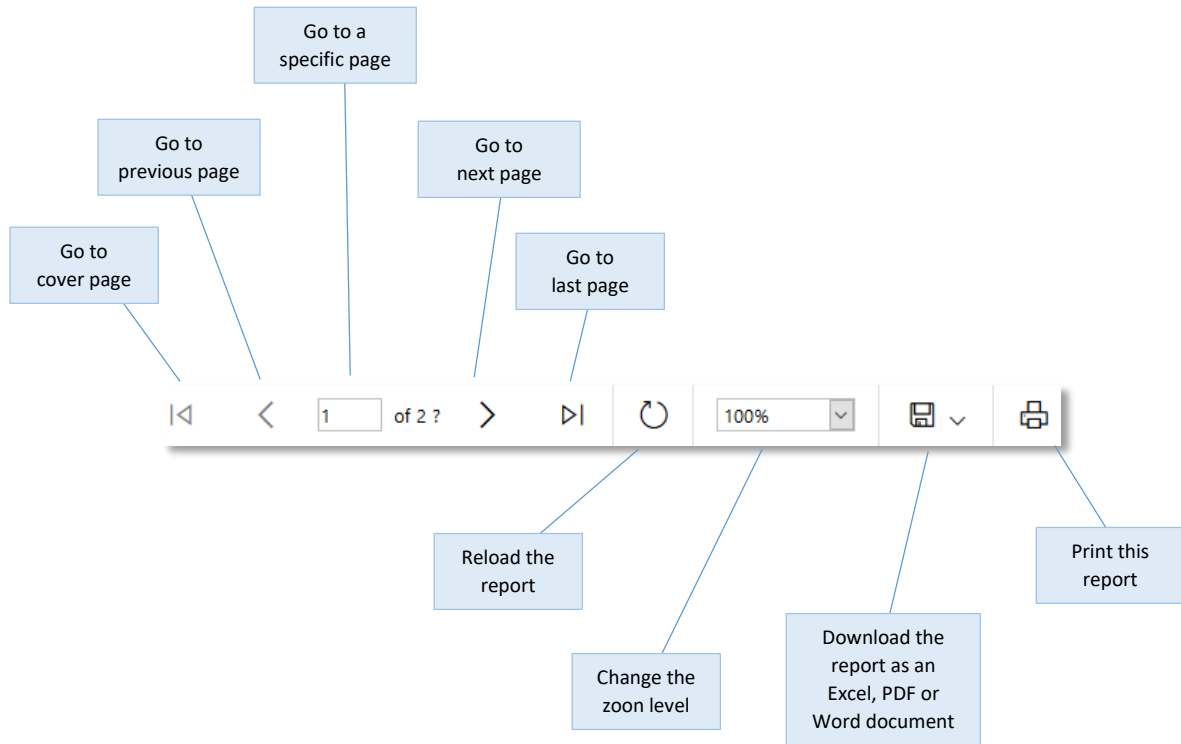 Go to a
specific page
Go to
previous page
Go to
next page
Go to
cover page
Go to
last page
1 of 2 ? 100%
Reload the
report
Print this
report
Change the
zoon level
Download the
report as an
Excel, PDF or
Word document